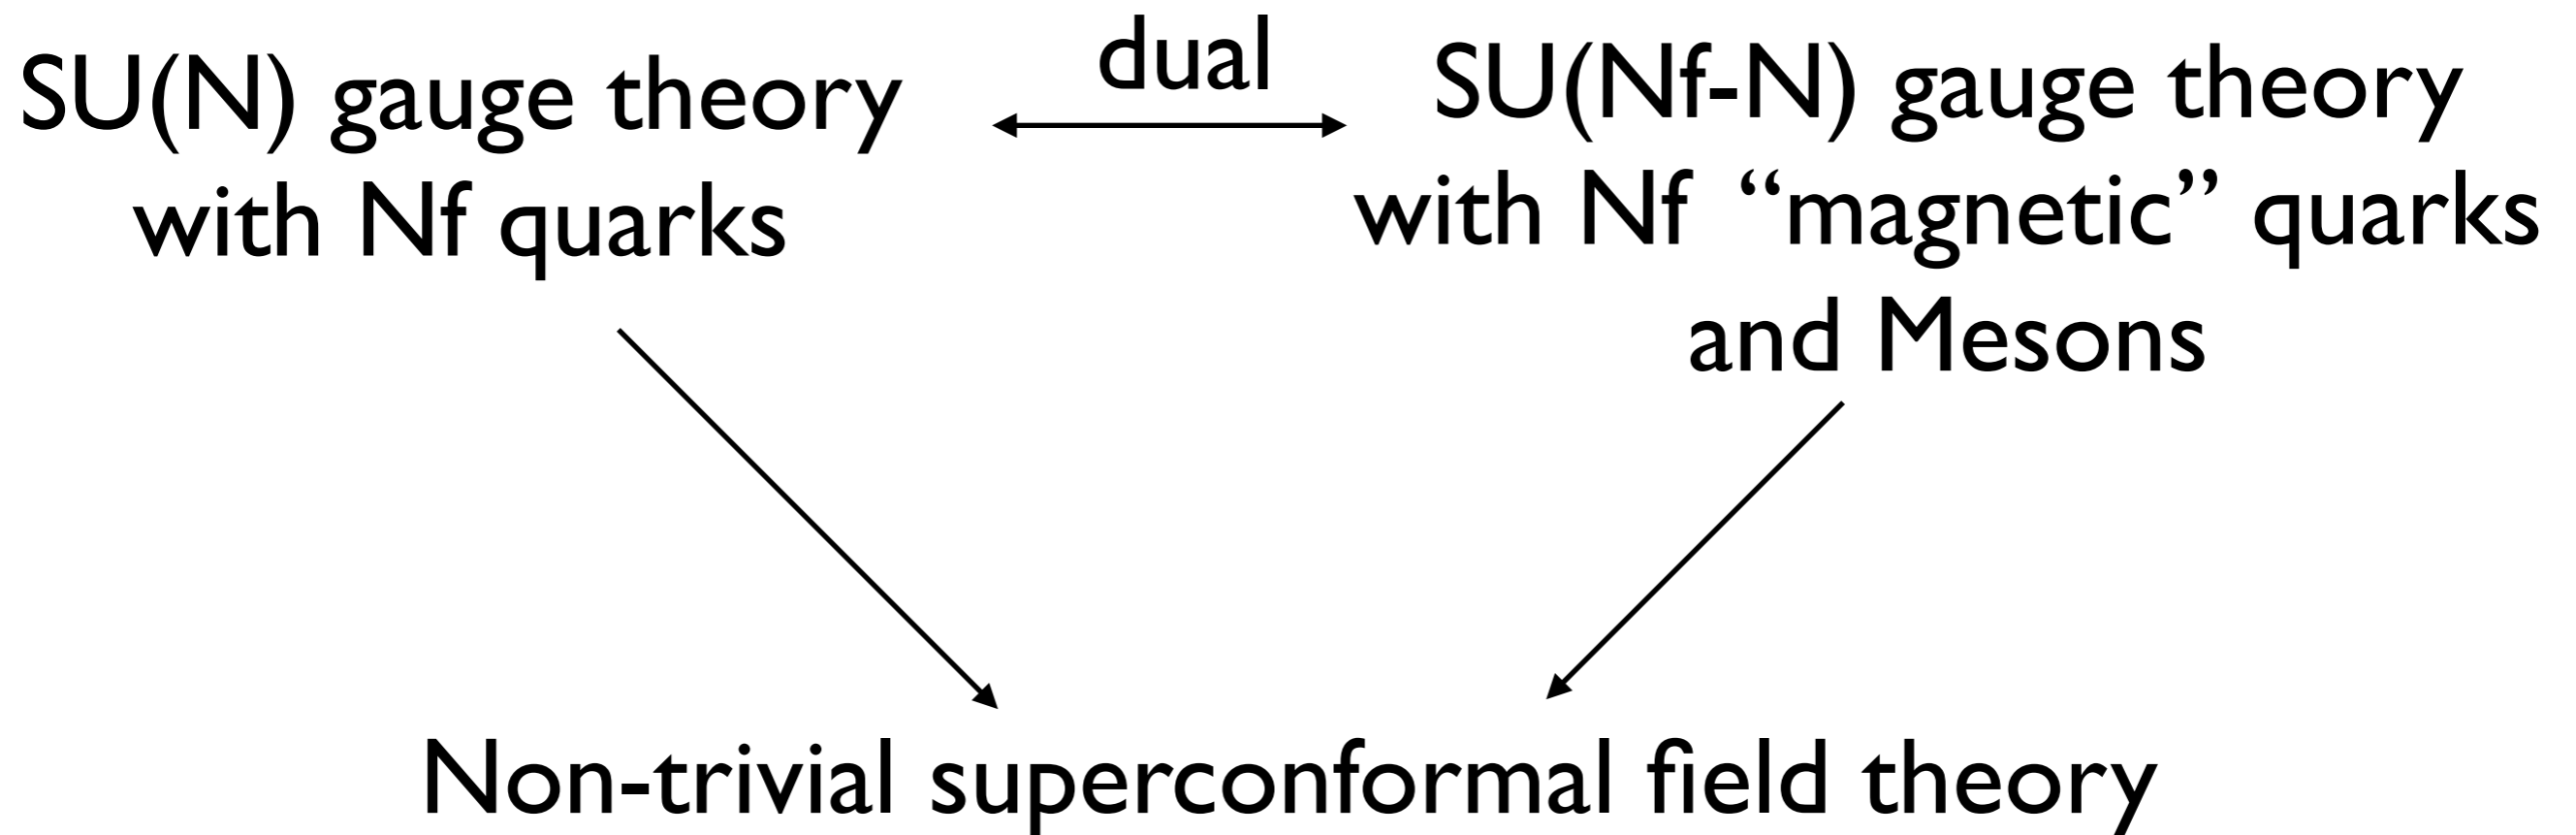 SU(N) gauge theory
with Nf quarks
dual
SU(Nf-N) gauge theory
with Nf “magnetic” quarks
and Mesons
Non-trivial superconformal field theory